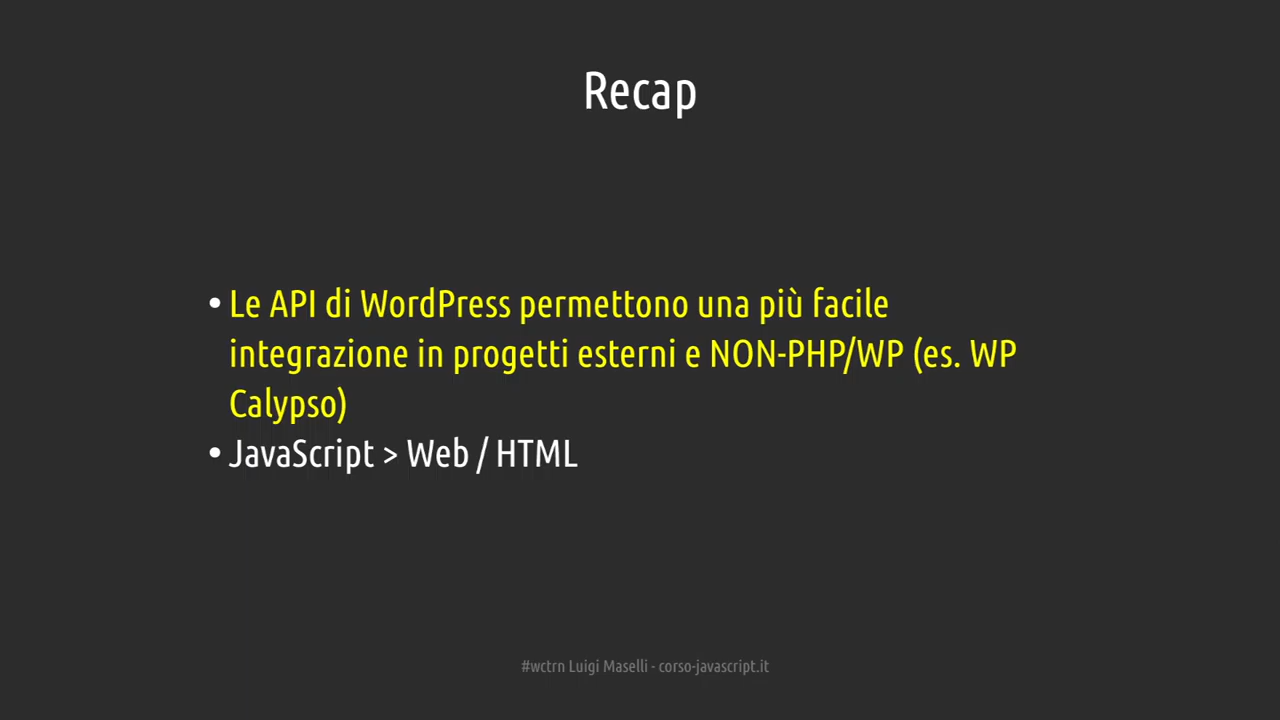 Recap
• Le API di WordPress permettono una più facile
integrazione in progetti esterni e NON-PHP/WP (es. WP
Calypso)
• JavaScript > Web / HTML
#wctrn Luigi Maselli - corso-javascript.it